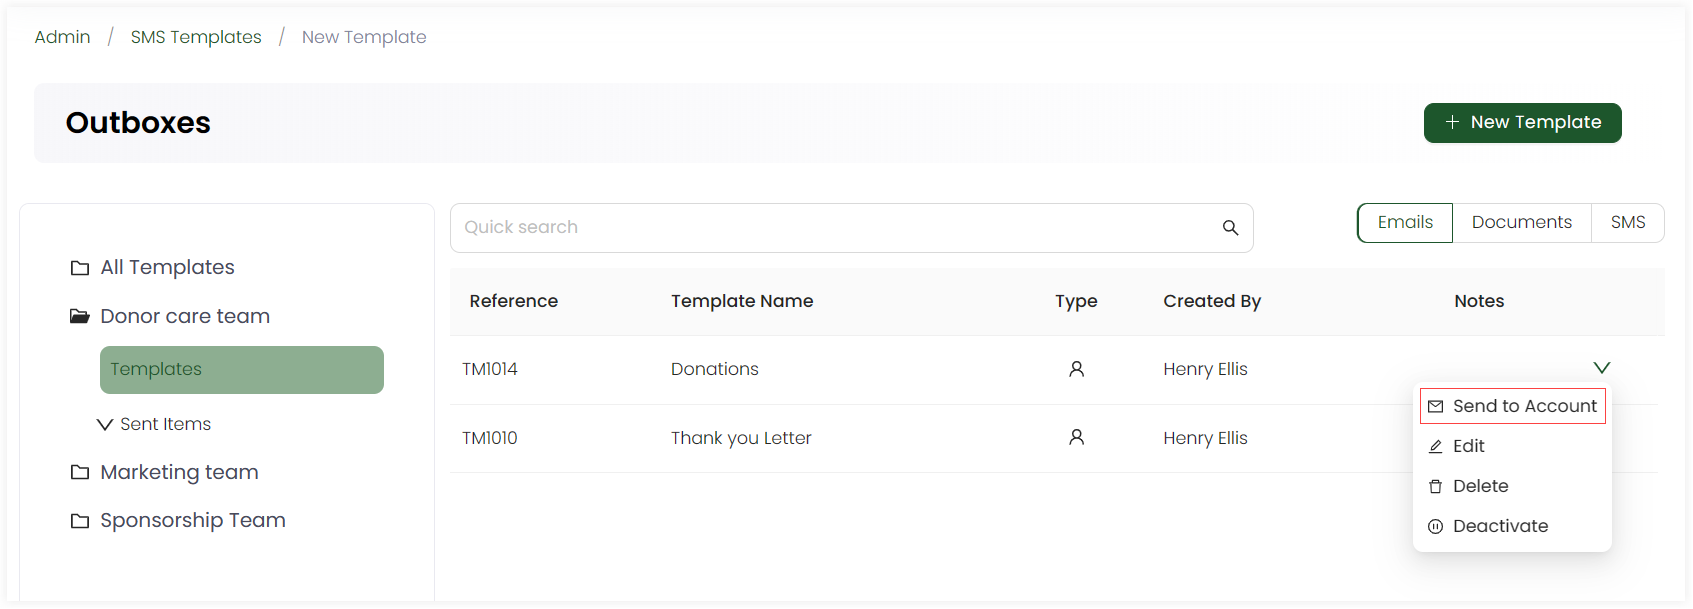 Admin / SMS Templates / New Template
Outboxes
+ New Template
All Templates
Donor care team
Templates
Sent Items
Marketing team
Sponsorship Team
Quick search
Emails Documents SMS
Reference Template Name Type Created By Notes
TM1014 Donations Henry Ellis
TM1010 Thank you Letter Henry Ellis
Send to Account
Edit
Delete
Deactivate